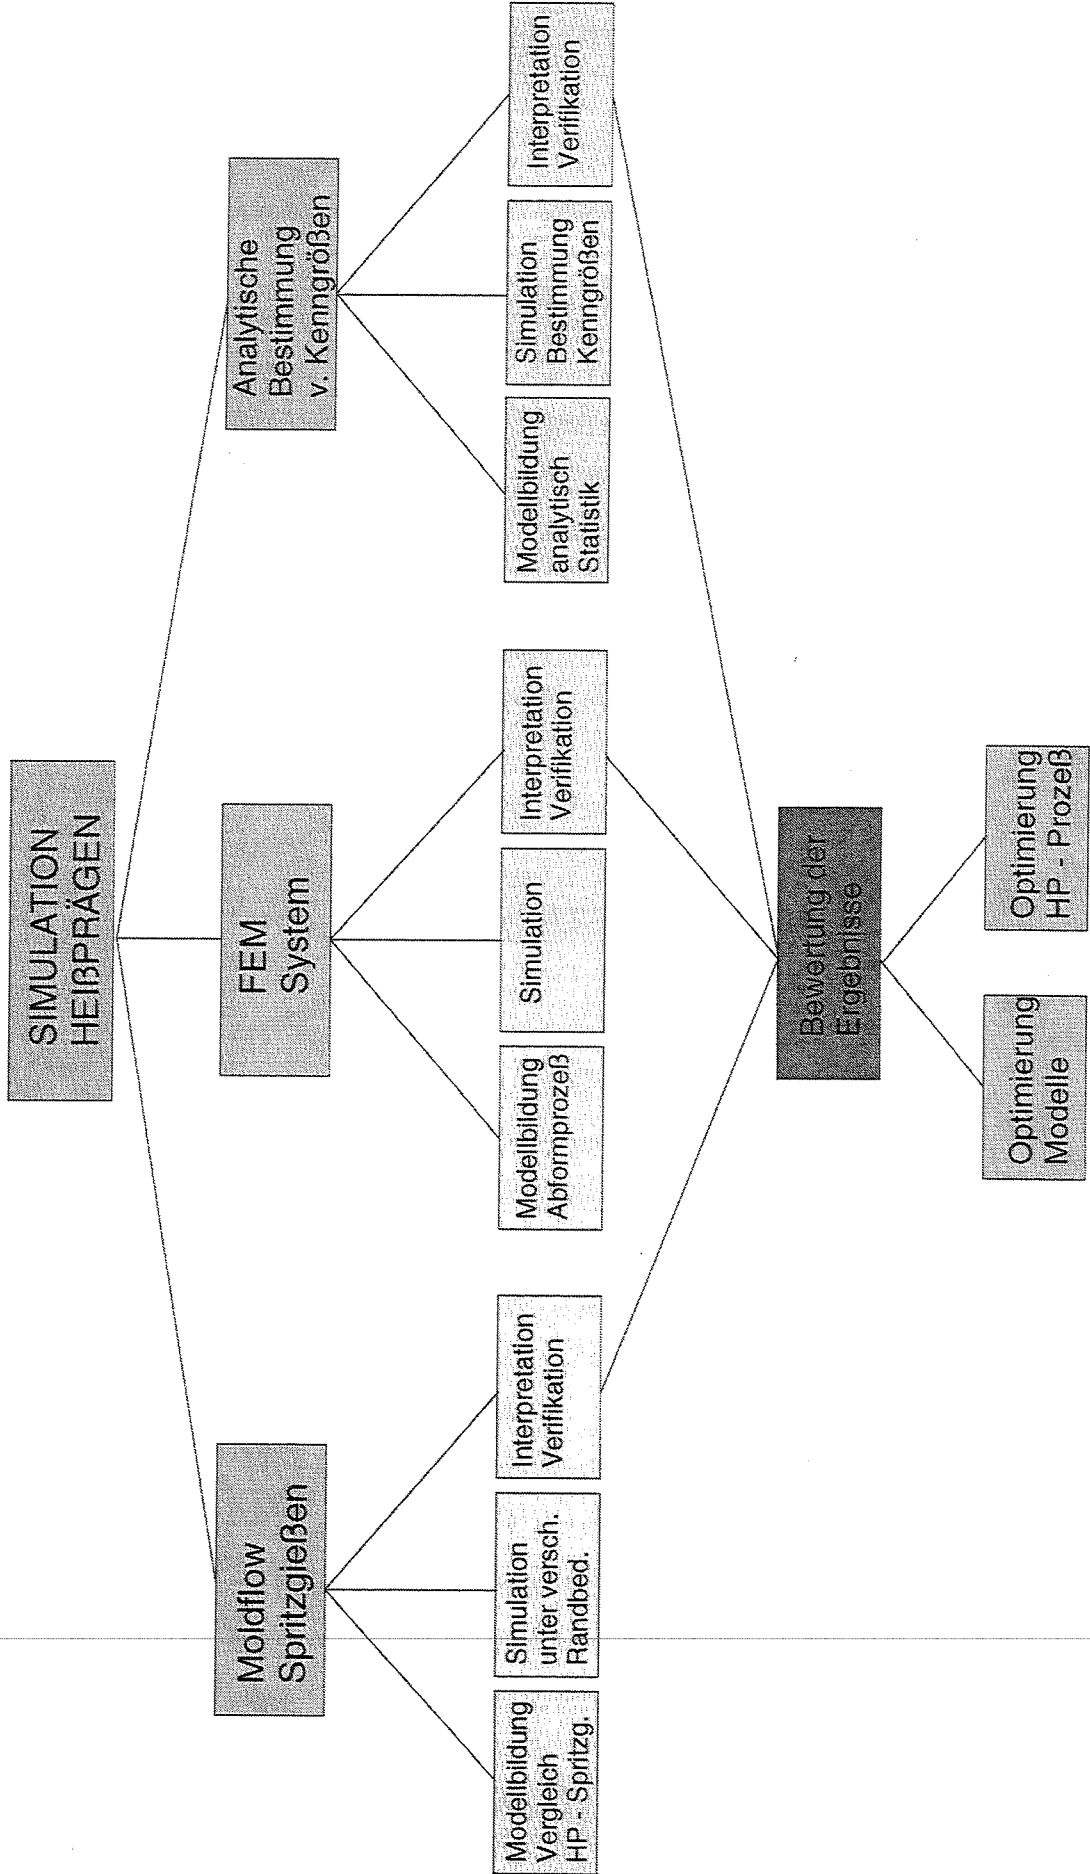 SIMULATION
HEIßPRÄGEN
Moldflow
Spritzgießen
FEM
System
Analytische
Bestimmung
v. Kenngrößen
Modellbildung
Vergleich
HP - Spritzg.
Simulation
unter versch.
Randbed.
Interpretation
Verifikation
Modellbildung
Abformprozeß
Simulation
Interpretation
Verifikation
Modellbildung
analytisch
Statistik
Simulation
Bestimmung
Kenngrößen
Interpretation
Verifikation
Bewertung der
Ergebnisse
Optimierung
Modelle
Optimierung
HP - Prozeß